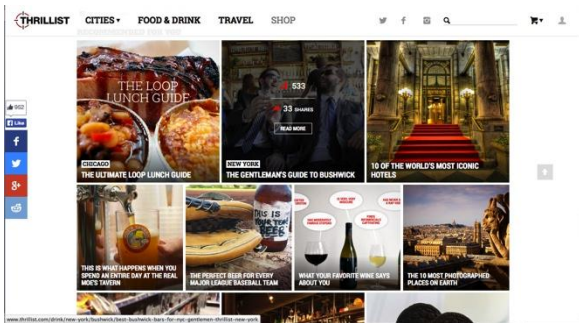 THRILLIST
CITIES
FOOD & DRINK
TRAVEL
SHOP
THE LOOP
LUNCH GUIDE
533
33 SHARES
READ MORE
952
Like
CHICAGO
THE ULTIMATE LOOP LUNCH GUIDE
NEW YORK
THE GENTLEMAN'S GUIDE TO BUSHWICK
10 OF THE WORLD'S MOST ICONIC
HOTELS
THIS IS
YOUR TEAM
BEER
THIS IS WHAT HAPPENS WHEN YOU
SPEND AN ENTIRE DAY AT THE REAL
MOE'S TAVERN
THE PERFECT BEER FOR EVERY
MAJOR LEAGUE BASEBALL TEAM
WHAT YOUR FAVORITE WINE SAYS
ABOUT YOU
THE 10 MOST PHOTOGRAPHED
PLACES ON EARTH
www.thrillist.com/drink/new-york/bushwick/best-bushwick-bars-for-nyc-gentlemen-thrillist-new-york